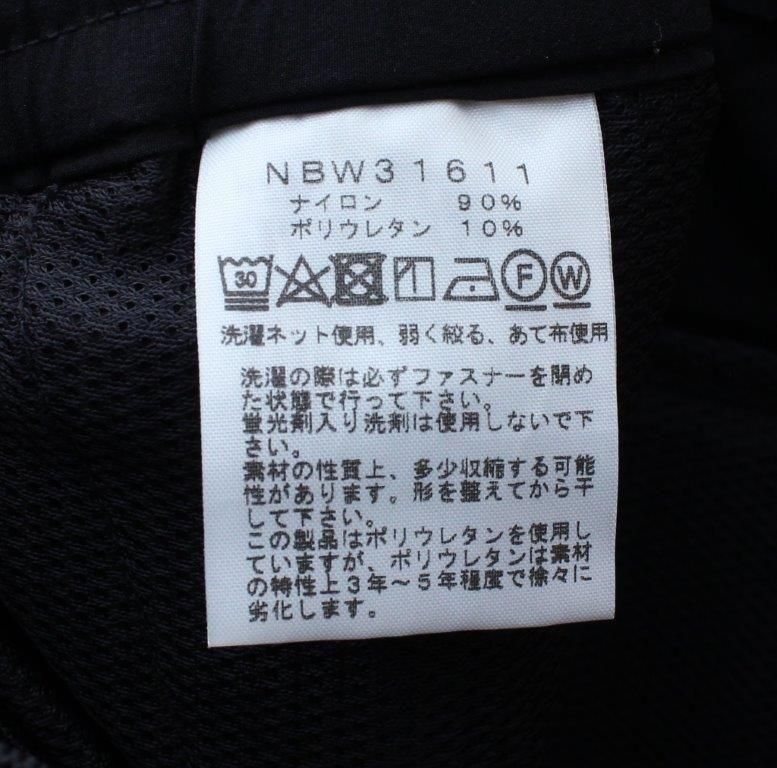 NBW31611
ナイロン 90%
ポリウレタン 10%
30 F W
洗濯ネット使用、弱く絞る、あて布使用
洗濯の際は必ずファスナーを閉め
た状態で行って下さい。
蛍光剤入り洗剤は使用しないで下
さい。
素材の性質上、多少収縮する可能
性があります。形を整えてから干
して下さい。
この製品はポリウレタンを使用し
ていますが、ポリウレタンは素材
の特性上3年～5年程度で徐々に
劣化します。